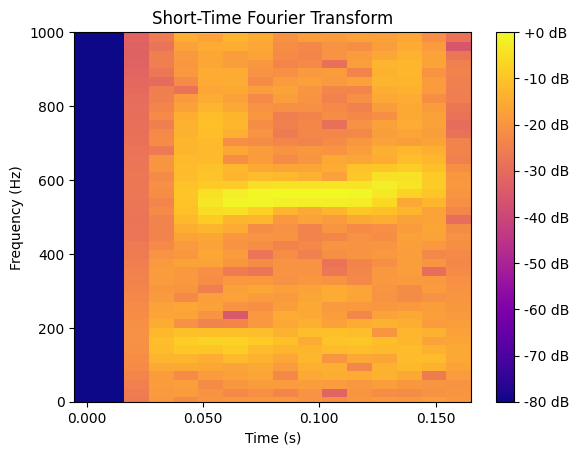 Short-Time Fourier Transform
Frequency (Hz)
1000
800
600
400
200
0
0.000
0.050
0.100
0.150
Time (s)
+0 dB
-10 dB
-20 dB
-30 dB
-40 dB
-50 dB
-60 dB
-70 dB
-80 dB